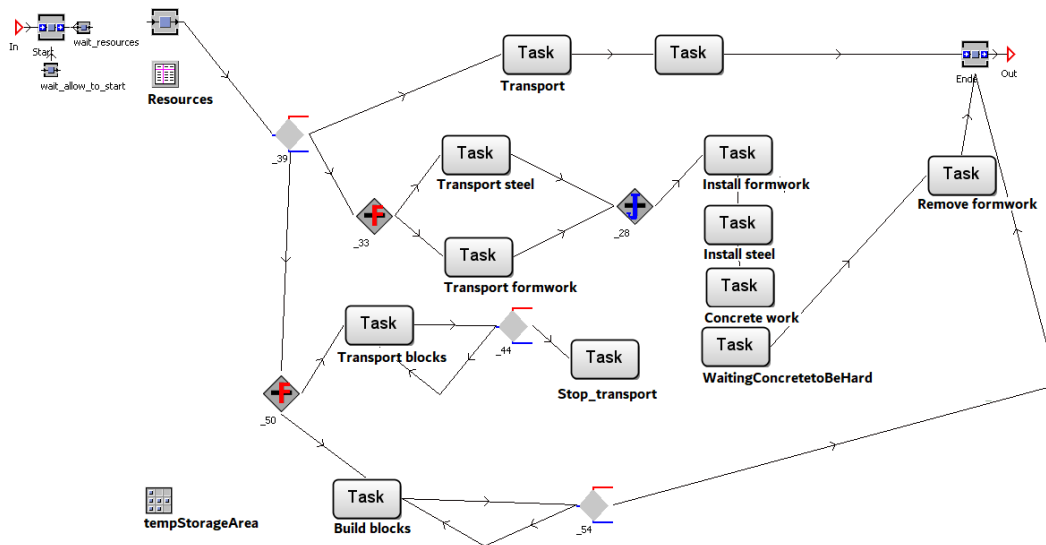 In
Start
wait_resources
wait_allow_to_start
Resources
Task
Transport
Task
Ende
Out
_39
Task
Transport steel
F
_33
Task
Transport formwork
J
_28
Task
Install formwork
Task
Install steel
Task
Concrete work
Task
WaitingConcretetoBeHard
Task
Remove formwork
Task
Transport blocks
_44
Task
Stop_transport
F
_50
tempStorageArea
Task
Build blocks
_54